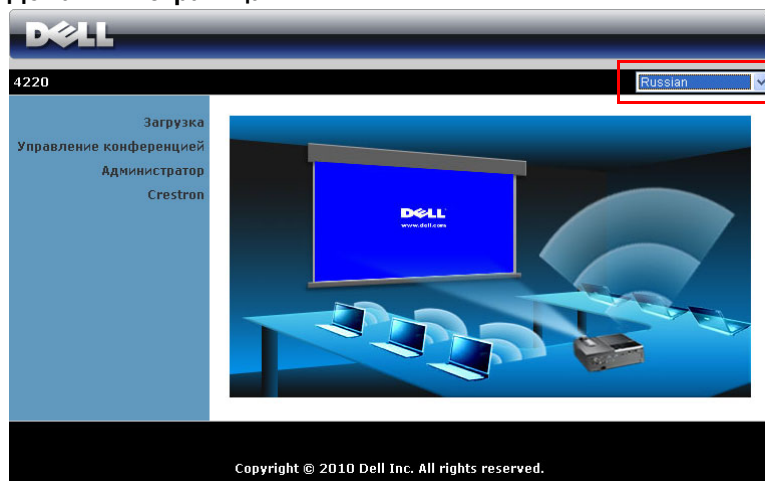 DELL
4220
Russian
Загрузка
Управление конференцией
Администратор
Crestron
DELL
www.dell.com
Copyright © 2010 Dell Inc. All rights reserved.